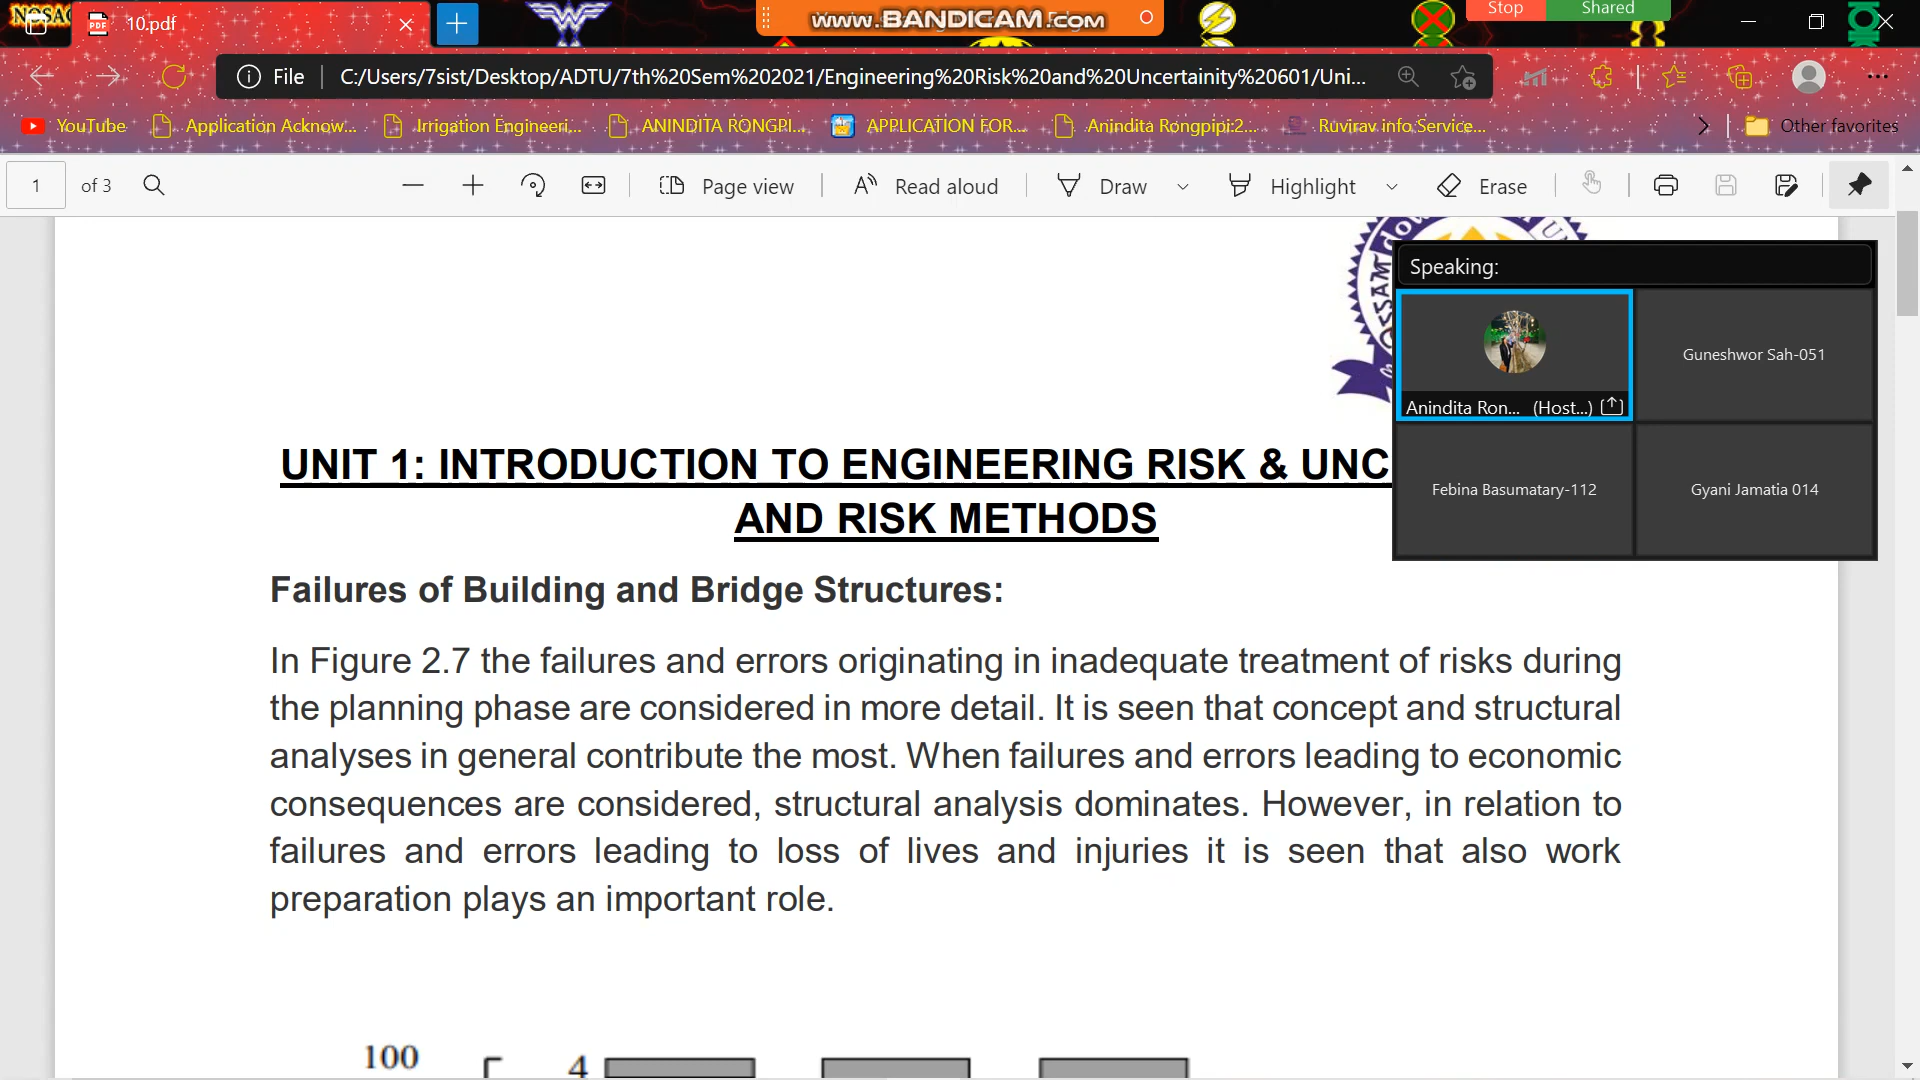 10.pdf
www.BANDICAM.com
Stop
Shared
File
C:/Users/7sist/Desktop/ADTU/7th%20Sem%202021/Engineering%20Risk%20and%20Uncertainity%20601/Uni...
YouTube
Application Acknow...
Irrigation Engineeri...
ANINDITA RONGPI...
APPLICATION FOR...
Anindita Rongpipi:2...
Ruvirav info Service...
Other favorites
1
of 3
Page view
Read aloud
Draw
Highlight
Erase
Speaking:
Anindita Ron... (Host...)
Guneshwor Sah-051
Febina Basumatary-112
Gyani Jamatia 014
UNIT 1: INTRODUCTION TO ENGINEERING RISK & UNC
AND RISK METHODS
Failures of Building and Bridge Structures:
In Figure 2.7 the failures and errors originating in inadequate treatment of risks during
the planning phase are considered in more detail. It is seen that concept and structural
analyses in general contribute the most. When failures and errors leading to economic
consequences are considered, structural analysis dominates. However, in relation to
failures and errors leading to loss of lives and injuries it is seen that also work
preparation plays an important role.
100
4